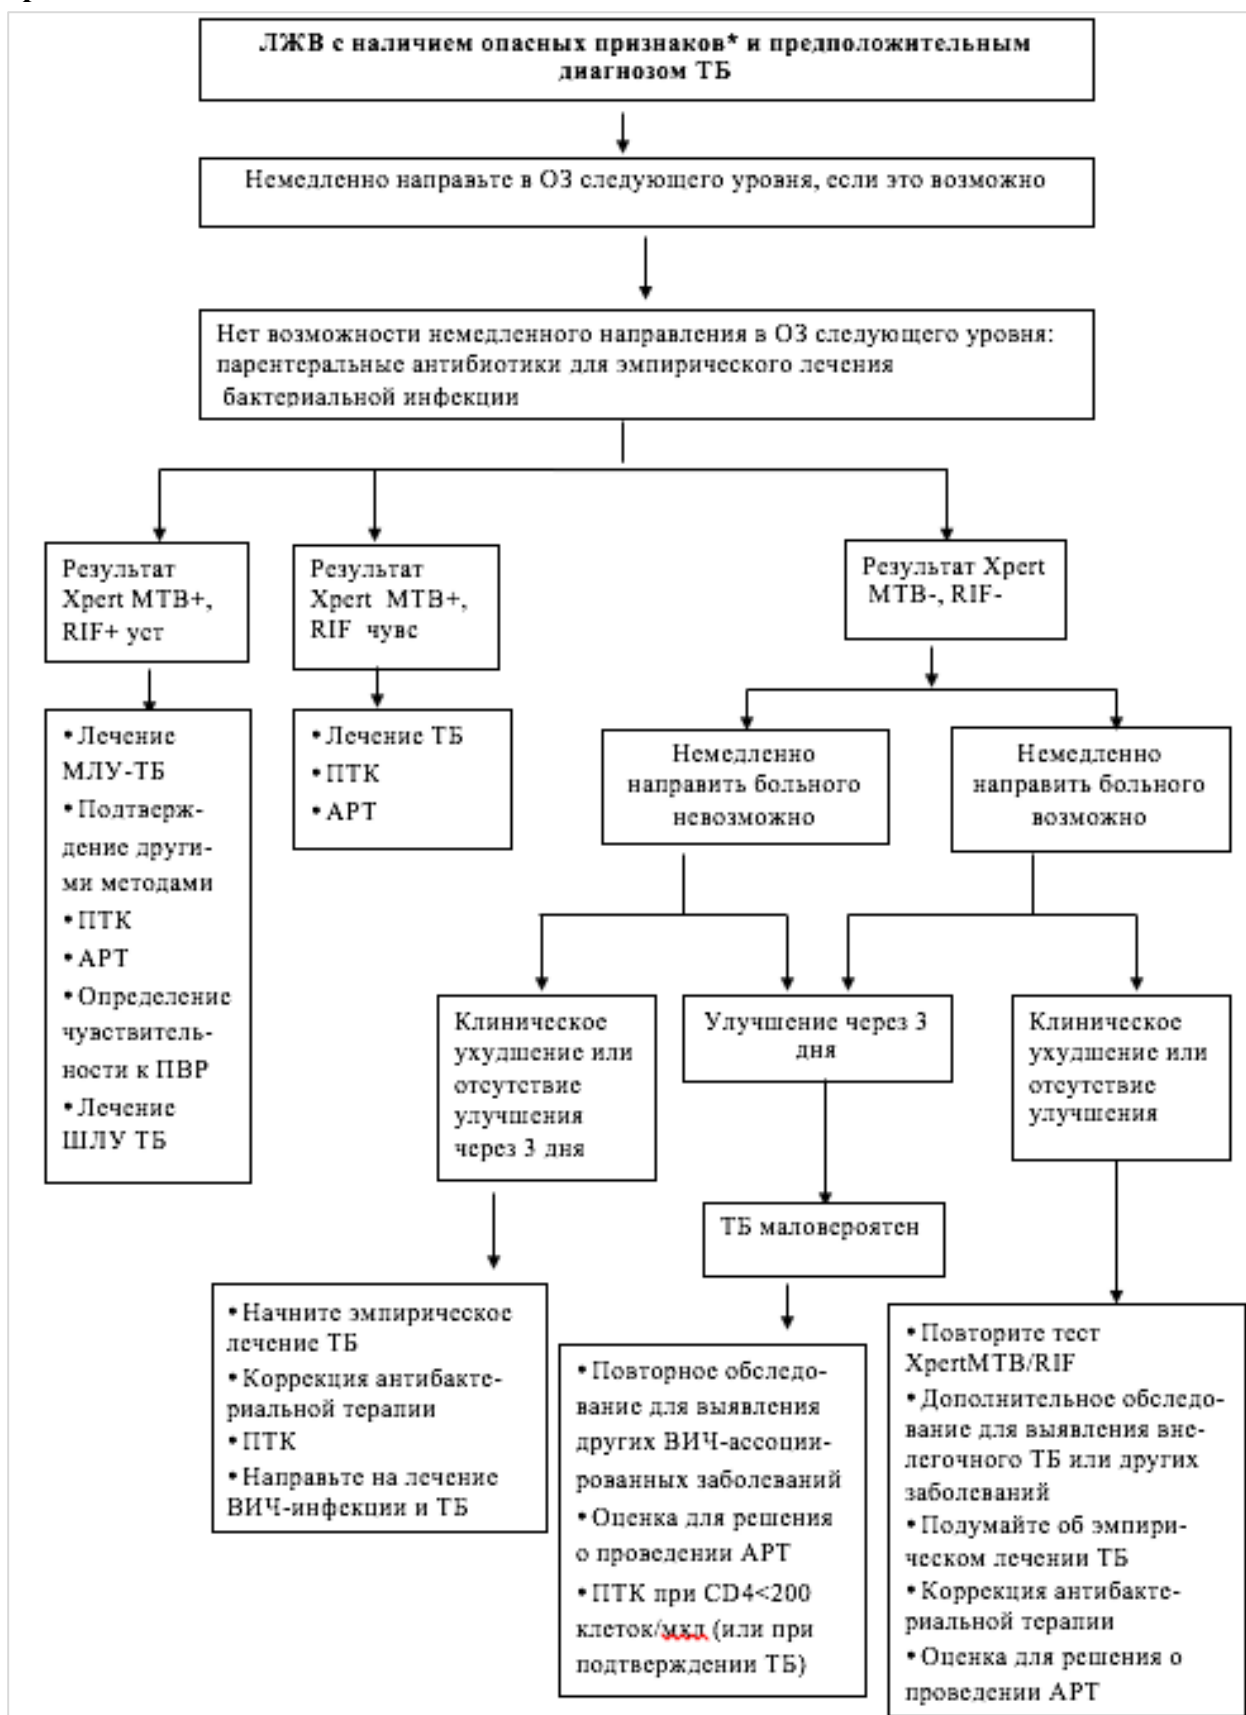 ЛЖВ с наличием опасных признаков* и предположительным
диагнозом ТБ
Немедленно направьте в ОЗ следующего уровня, если это возможно
Нет возможности немедленного направления в ОЗ следующего уровня:
парентеральные антибиотики для эмпирического лечения
бактериальной инфекции
Результат
Xpert MTB+,
RIF+ уст
Результат
Xpert MTB+,
RIF чувс
Результат Xpert
MTB-, RIF-
• Лечение
МЛУ-ТБ
• Подтверж-
дение други-
ми методами
• ПТК
• АРТ
• Определение
чувствитель-
ности к ПВР
• Лечение
ШЛУ ТБ
• Лечение ТБ
• ПТК
• АРТ
Немедленно
направить больного
невозможно
Немедленно
направить больного
возможно
Клиническое
ухудшение или
отсутствие
улучшения
через 3 дня
Улучшение через 3
дня
Клиническое
ухудшение или
отсутствие
улучшения
ТБ маловероятен
• Начните эмпирическое
лечение ТБ
• Коррекция антибакте-
риальной терапии
• ПТК
• Направьте на лечение
ВИЧ-инфекции и ТБ
• Повторное обследо-
вание для выявления
других ВИЧ-ассоции-
рованных заболеваний
• Оценка для решения
о проведении АРТ
• ПТК при CD4<200
клеток/мкл (или при
подтверждении ТБ)
• Повторите тест
XpertMTB/RIF
• Дополнительное обследо-
вание для выявления вне-
легочного ТБ или других
заболеваний
• Подумайте об эмпири-
ческом лечении ТБ
• Коррекция антибакте-
риальной терапии
• Оценка для решения о
проведении АРТ